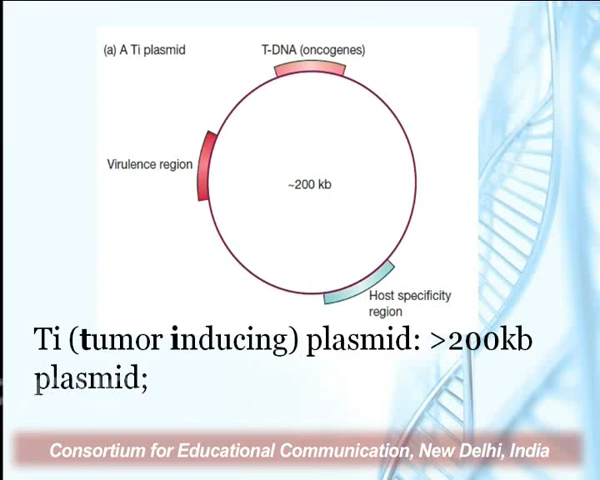 (a) A Ti plasmid
T-DNA (oncogenes)
Virulence region
~200 kb
Host specificity
region
Ti (tumor inducing) plasmid: >200kb
plasmid;
Consortium for Educational Communication, New Delhi, India